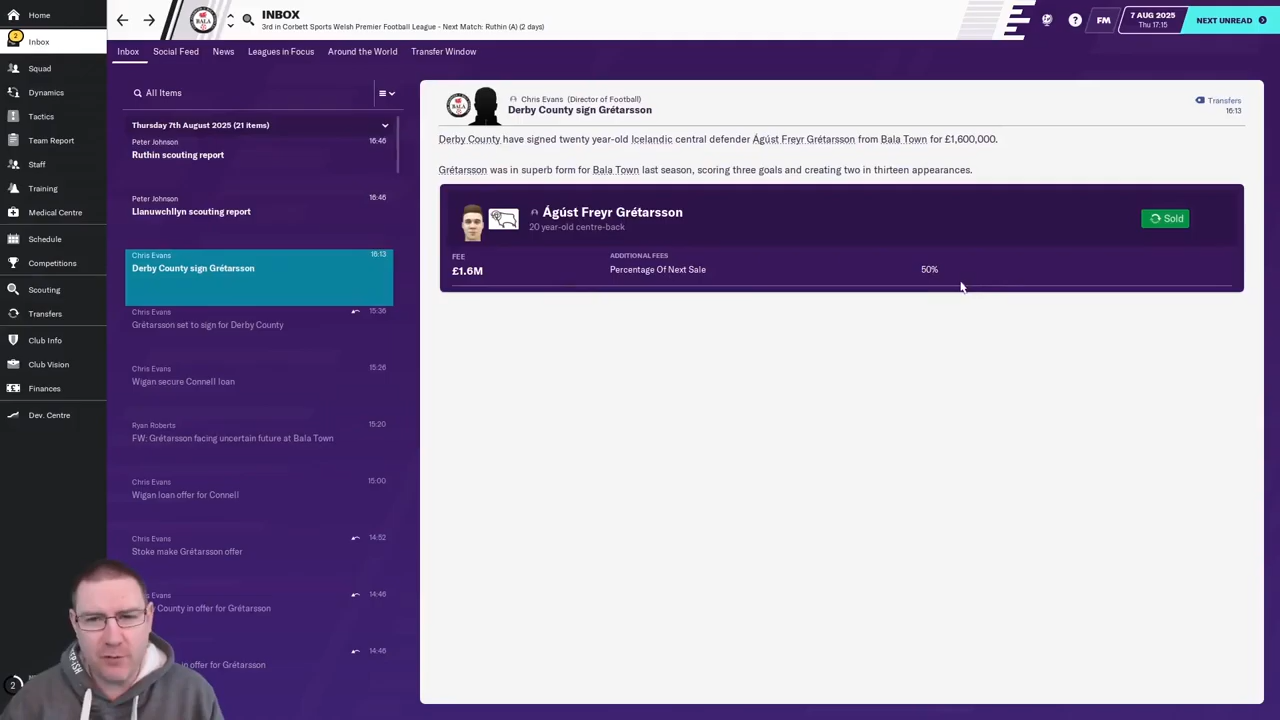 Home
INBOX
3rd in Corbett Sports Welsh Premier Football League - Next Match: Ruthin (A) (2 days)
FM
7 AUG 2025
Thu 17:15
NEXT UNREAD
2
Inbox
Squad
Dynamics
Tactics
Team Report
Staff
Training
Medical Centre
Schedule
Competitions
Scouting
Transfers
Club Info
Club Vision
Finances
Dev. Centre
2
Inbox
Social Feed
News
Leagues in Focus
Around the World
Transfer Window
All Items
Thursday 7th August 2025 (21 items)
Peter Johnson
16:46
Ruthin scouting report
Peter Johnson
16:46
Llanuwchllyn scouting report
Chris Evans
16:13
Derby County sign Grétarsson
Chris Evans
15:36
Grétarsson set to sign for Derby County
Chris Evans
15:26
Wigan secure Connell loan
Ryan Roberts
15:20
FW: Grétarsson facing uncertain future at Bala Town
Chris Evans
15:00
Wigan loan offer for Connell
Chris Evans
14:52
Stoke make Grétarsson offer
Evans
14:46
County in offer for Grétarsson
14:46
in offer for Grétarsson
Chris Evans (Director of Football)
Derby County sign Grétarsson
Transfers
16:13
Derby County have signed twenty year-old Icelandic central defender Ágúst Freyr Grétarsson from Bala Town for £1,600,000.
Grétarsson was in superb form for Bala Town last season, scoring three goals and creating two in thirteen appearances.
Ágúst Freyr Grétarsson
20 year-old centre-back
Sold
FEE
£1.6M
ADDITIONAL FEES
Percentage Of Next Sale
50%